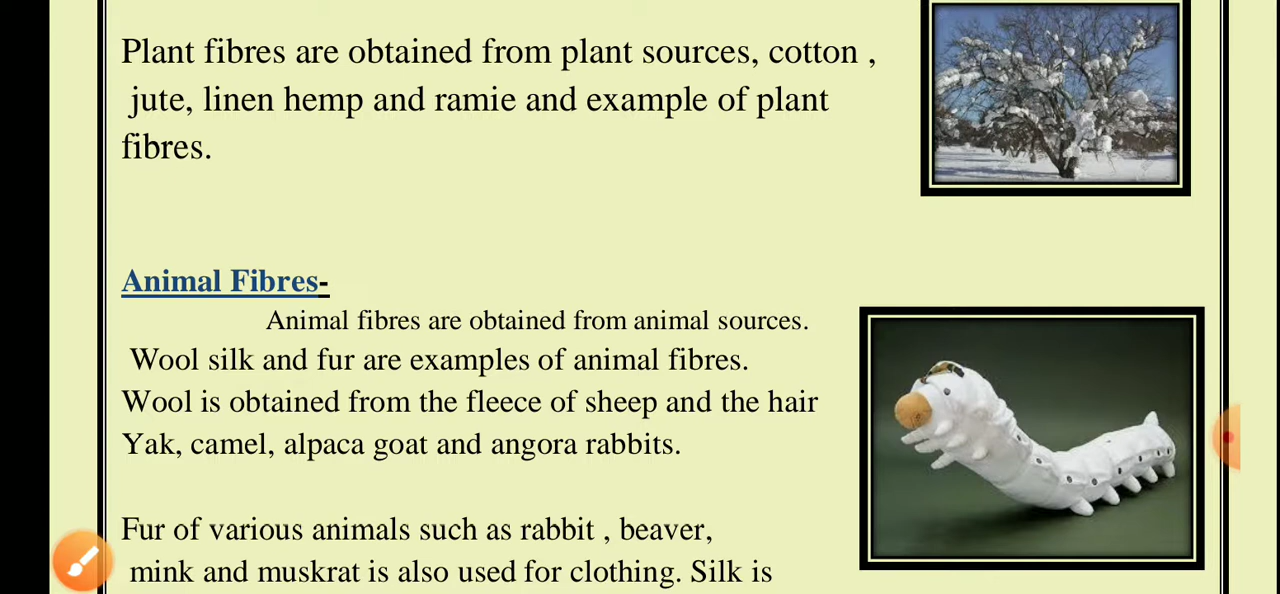 Plant fibres are obtained from plant sources, cotton ,
jute, linen hemp and ramie and example of plant
fibres.
Animal Fibres-
Animal fibres are obtained from animal sources.
Wool silk and fur are examples of animal fibres.
Wool is obtained from the fleece of sheep and the hair
Yak, camel, alpaca goat and angora rabbits.
Fur of various animals such as rabbit , beaver,
mink and muskrat is also used for clothing. Silk is